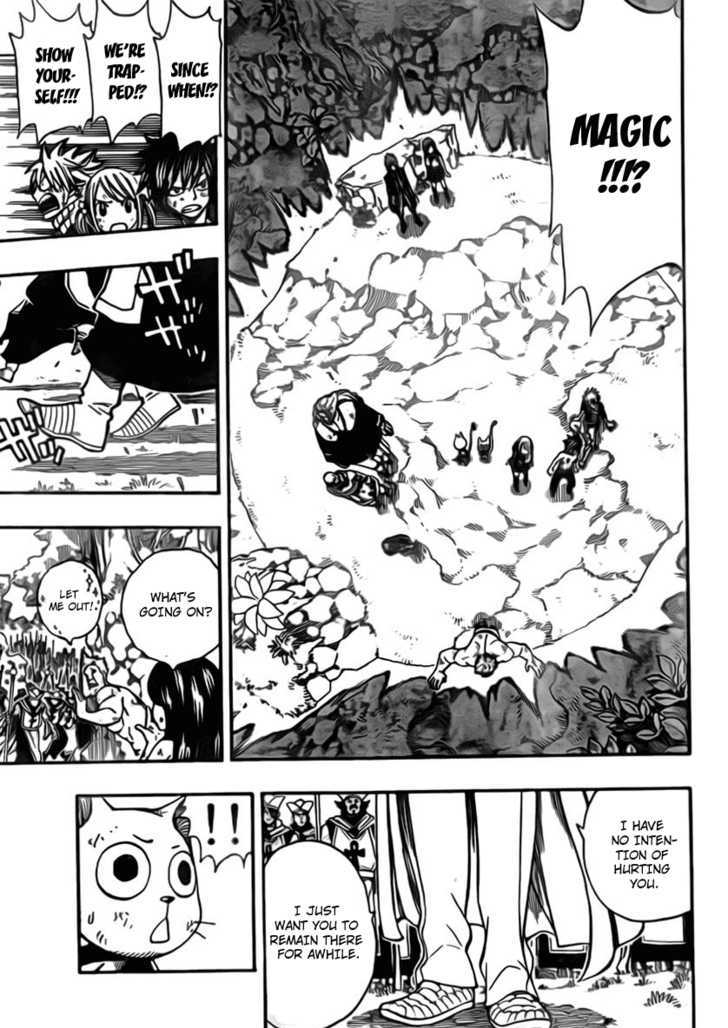 MAGIC
!!!?
SINCE
WHEN!?
WE'RE
TRAP-
PED!?
SHOW
YOUR-
SELF!!!
WHAT'S
GOING ON?
LET
ME OUT!
I HAVE
NO INTEN-
TION OF
HURTING
YOU.
I JUST
WANT YOU TO
REMAIN THERE
FOR AWHILE.
!!